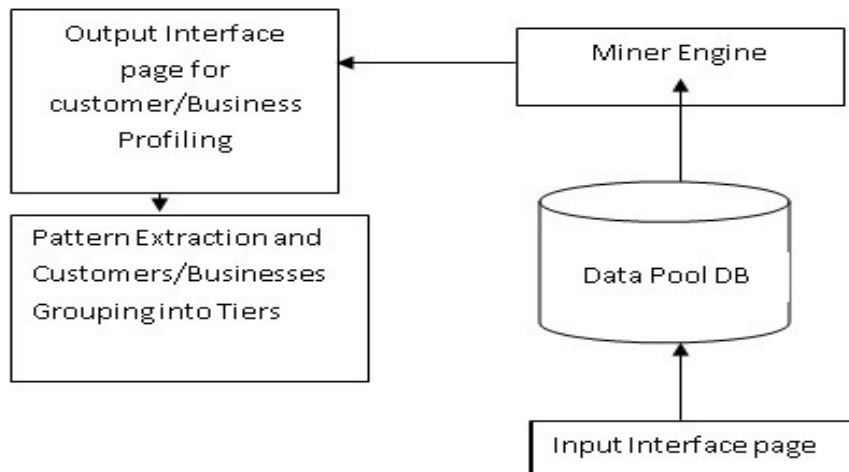 Output Interface
page for
customer/Business
Profiling
Miner Engine
Pattern Extraction and
Customers/Businesses
Grouping into Tiers
Data Pool DB
Input Interface page